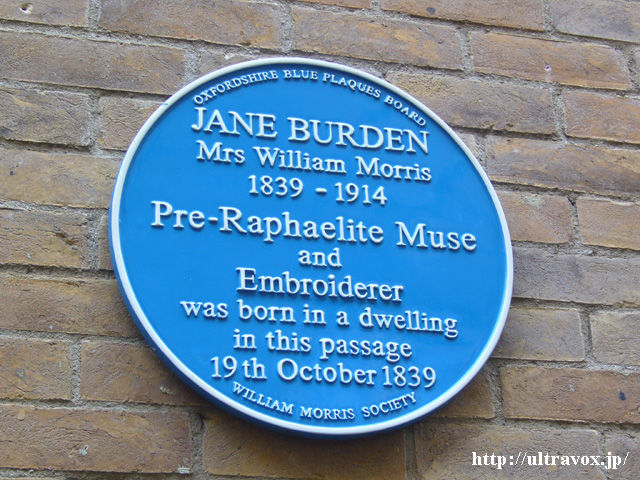 OXFORDSHIRE BLUE PLAQUES BOARD
JANE BURDEN
Mrs William Morris
1839 - 1914
Pre-Raphaelite Muse
and
Embroiderer
was born in a dwelling
in this passage
19th October 1839
WILLIAM MORRIS SOCIETY
http://ultravox.jp/